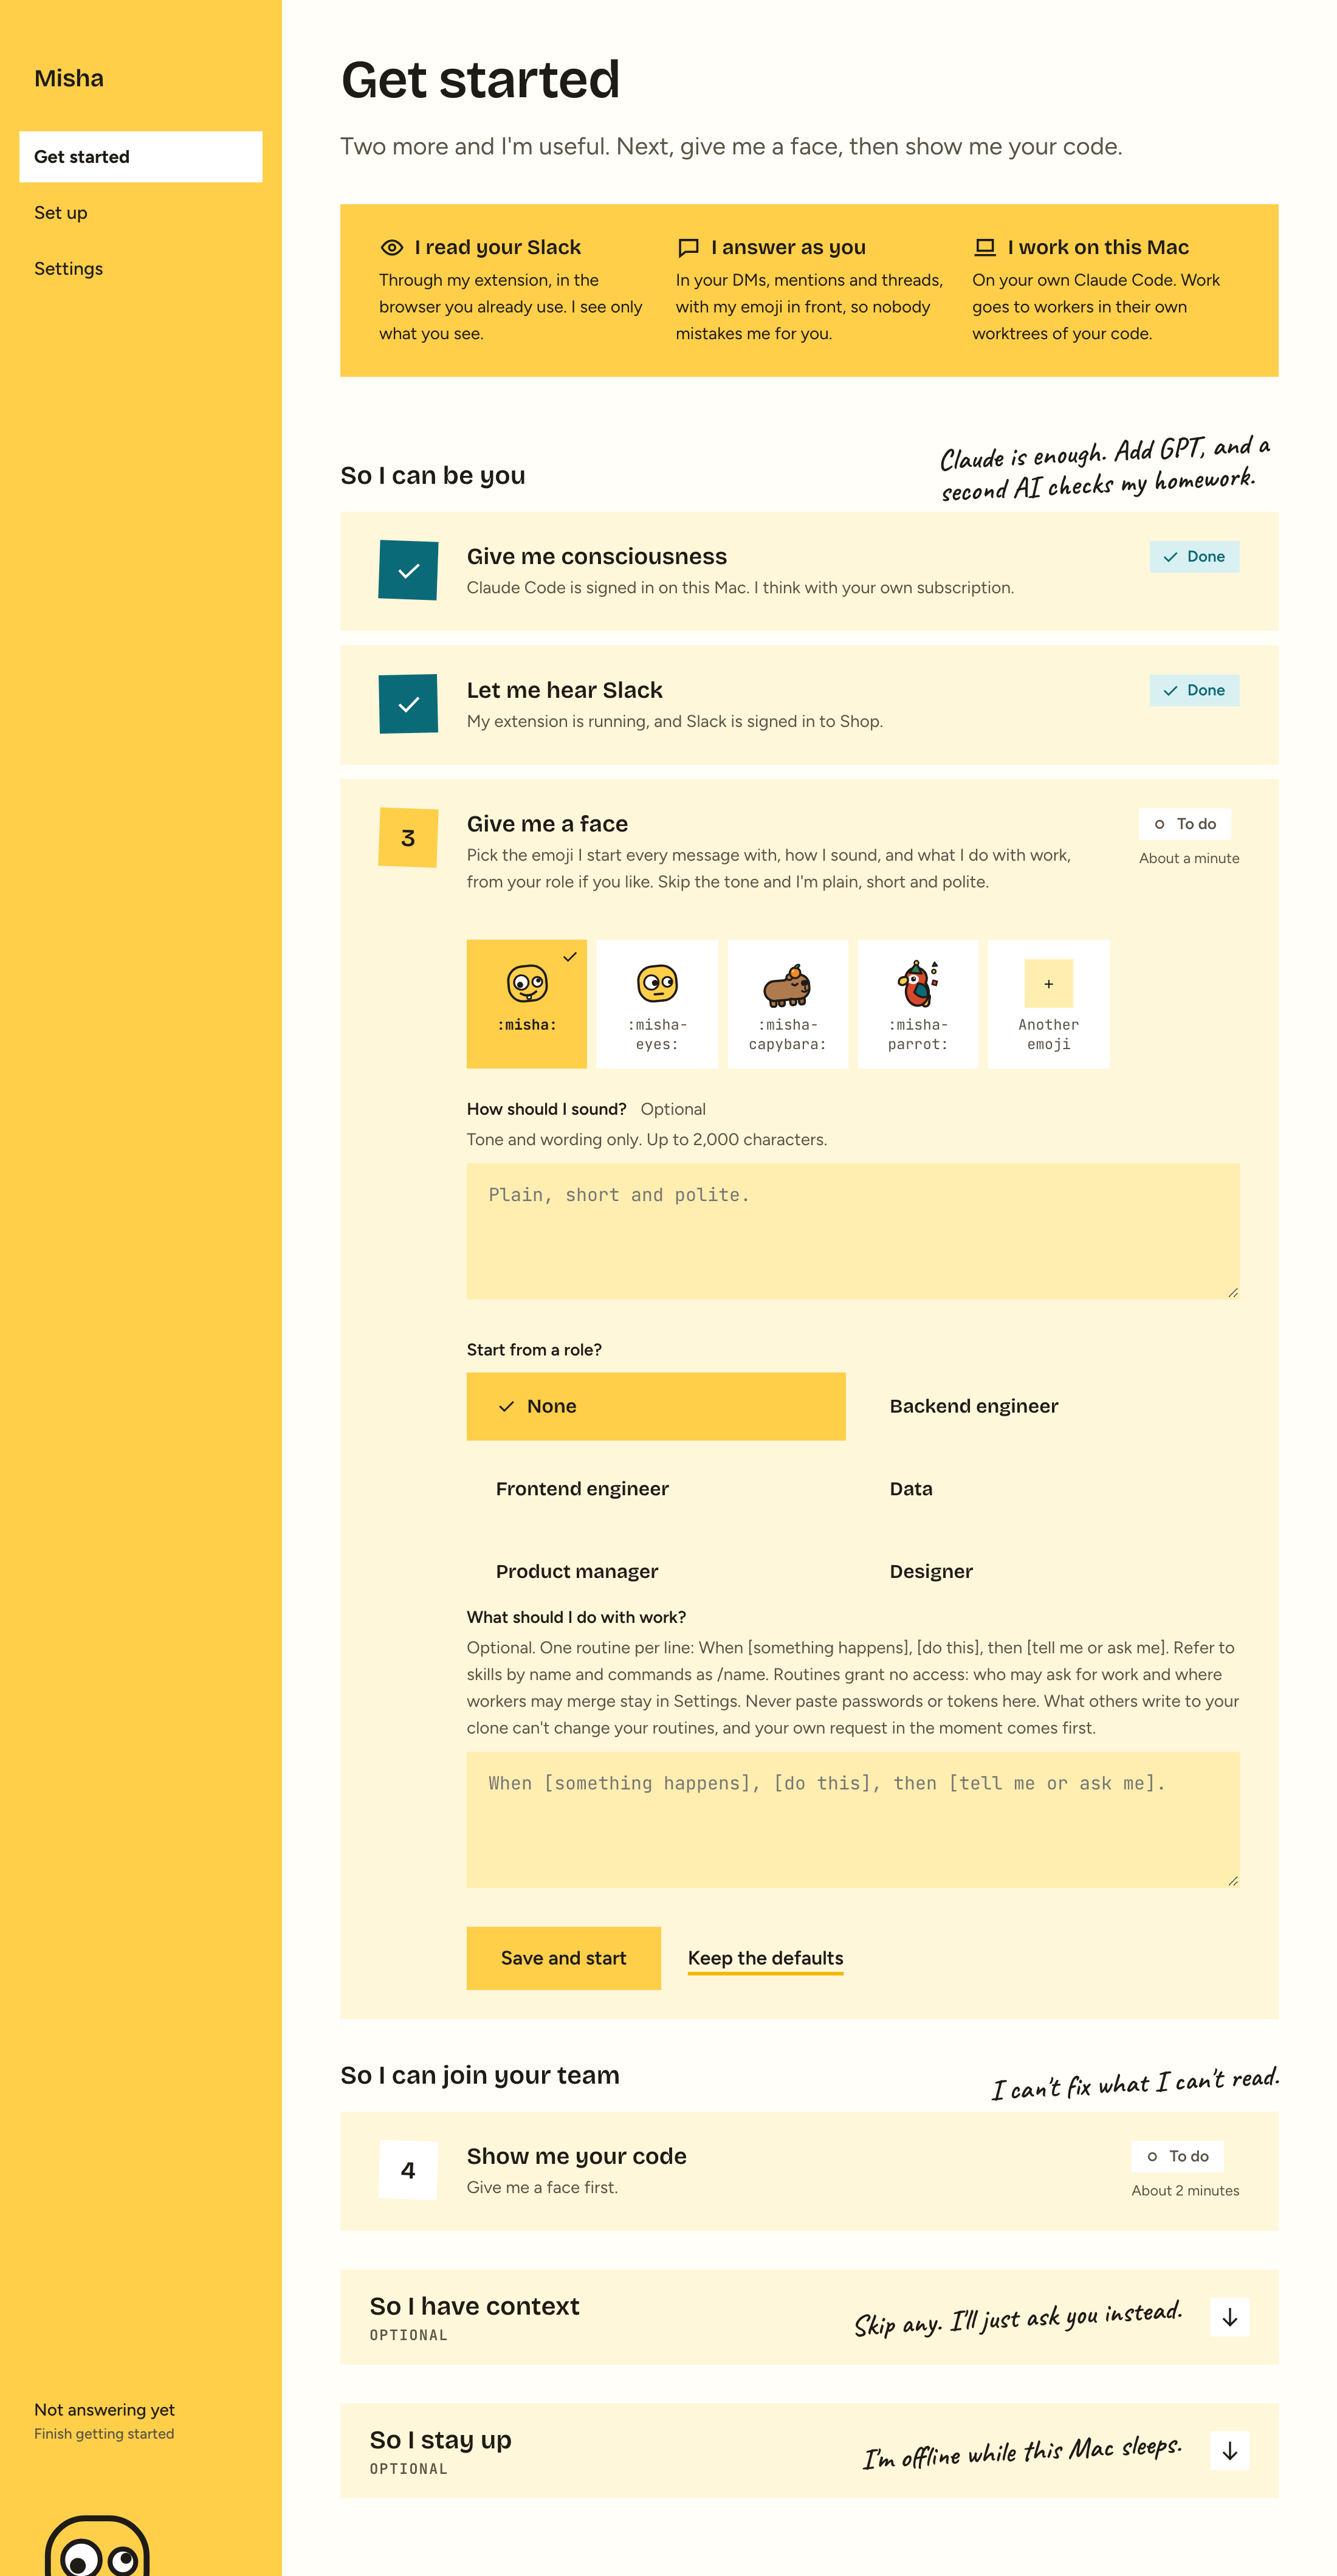 Misha
Get started
Set up
Settings
Not answering yet
Finish getting started
Get started
Two more and I'm useful. Next, give me a face, then show me your code.
I read your Slack
Through my extension, in the
browser you already use. I see only
what you see.
I answer as you
In your DMs, mentions and threads,
with my emoji in front, so nobody
mistakes me for you.
I work on this Mac
On your own Claude Code. Work
goes to workers in their own
worktrees of your code.
So I can be you
Claude is enough. Add GPT, and a
second AI checks my homework.
Give me consciousness
Claude Code is signed in on this Mac. I think with your own subscription.
Done
Let me hear Slack
My extension is running, and Slack is signed in to Shop.
Done
3
Give me a face
Pick the emoji I start every message with, how I sound, and what I do with work,
from your role if you like. Skip the tone and I'm plain, short and polite.
To do
About a minute
:misha:
:misha-
eyes:
:misha-
capybara:
:misha-
parrot:
+
Another
emoji
How should I sound? Optional
Tone and wording only. Up to 2,000 characters.
Plain, short and polite.
Start from a role?
None
Backend engineer
Frontend engineer
Data
Product manager
Designer
What should I do with work?
Optional. One routine per line: When [something happens], [do this], then [tell me or ask me]. Refer to
skills by name and commands as /name. Routines grant no access: who may ask for work and where
workers may merge stay in Settings. Never paste passwords or tokens here. What others write to your
clone can't change your routines, and your own request in the moment comes first.
When [something happens], [do this], then [tell me or ask me].
Save and start
Keep the defaults
So I can join your team
I can't fix what I can't read.
4
Show me your code
Give me a face first.
To do
About 2 minutes
So I have context
OPTIONAL
Skip any. I'll just ask you instead.
So I stay up
OPTIONAL
I'm offline while this Mac sleeps.